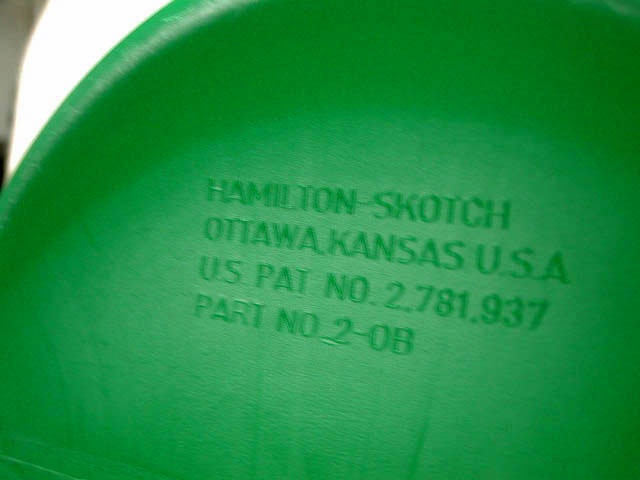 HAMILTON-SKOTCH
OTTAWA, KANSAS U.S.A.
U.S. PAT NO. 2.781.937
PART NO. 2-0B